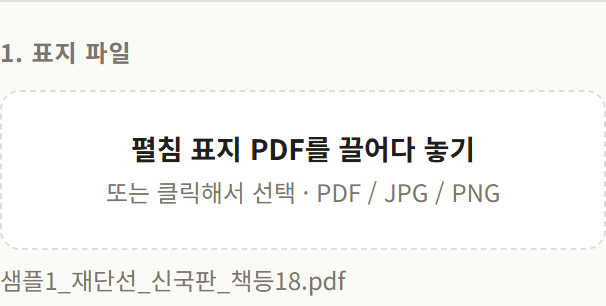 1. 표지 파일
펼침 표지 PDF를 끌어다 놓기
또는 클릭해서 선택 · PDF / JPG / PNG
샘플1_재단선_신국판_책등18.pdf